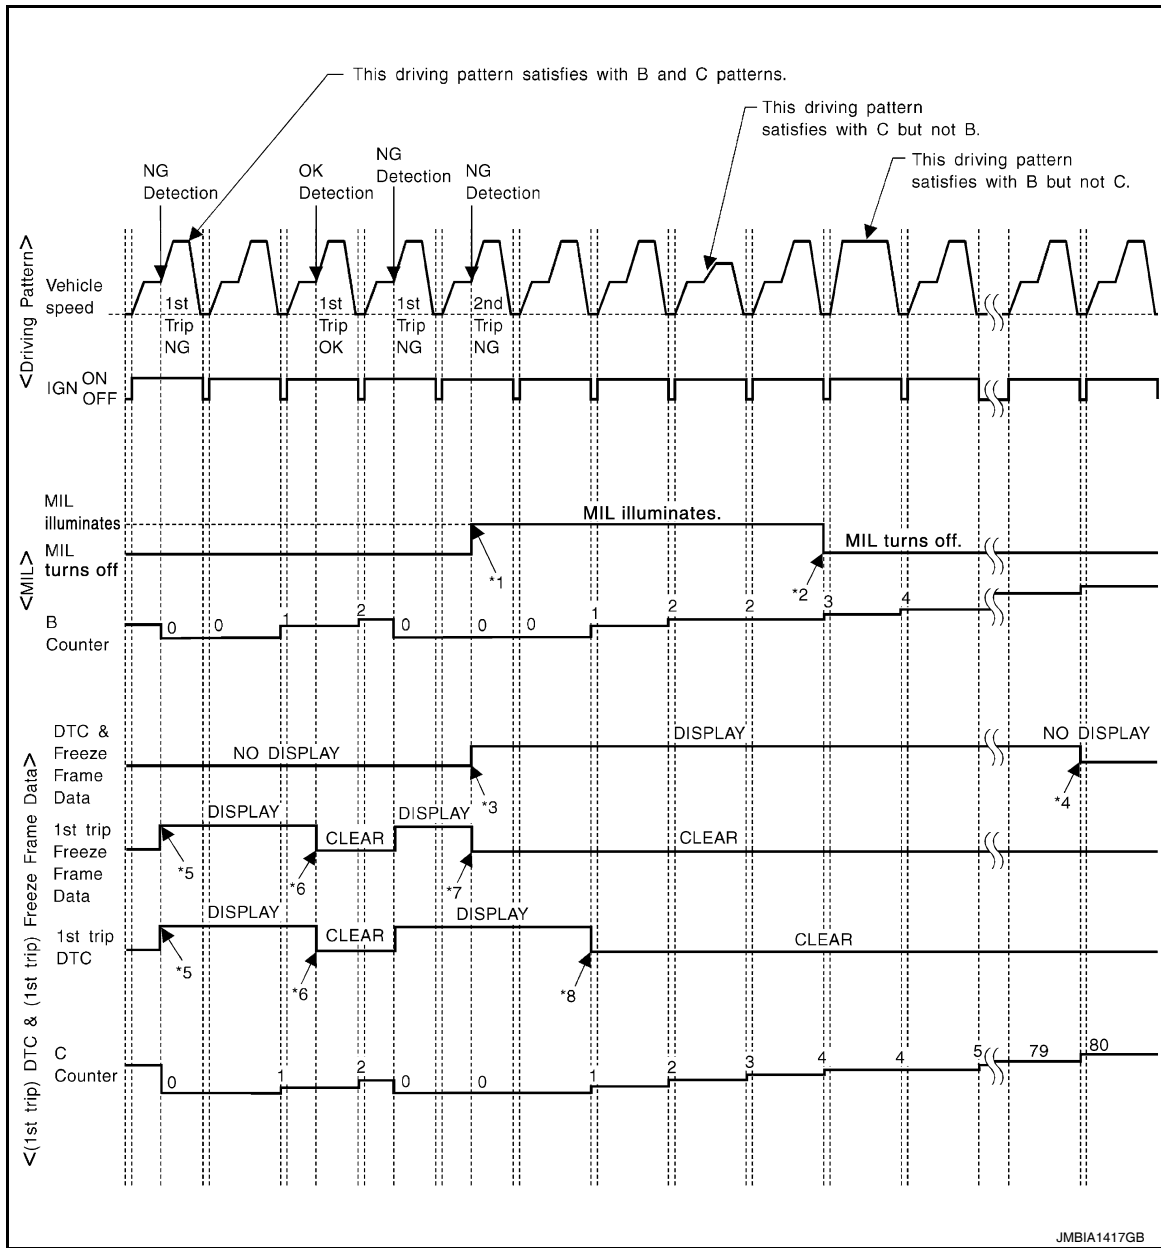 This driving pattern satisfies with B and C patterns.
This driving pattern
satisfies with C but not B.
This driving pattern
satisfies with B but not C.
NG
Detection
OK
Detection
NG
Detection
NG
Detection
<Driving Pattern>
Vehicle
speed
1st
Trip
NG
1st
Trip
OK
1st
Trip
NG
2nd
Trip
NG
IGN ON
OFF
<MIL>
MIL
illuminates
MIL illuminates.
MIL
turns off
MIL turns off.
*1
*2
B
Counter
0 0 1 2 0 0 0 1 2 2 3 4
<(1st trip) DTC & (1st trip) Freeze Frame Data>
DTC &
Freeze
Frame
Data
NO DISPLAY
DISPLAY
NO DISPLAY
*3
*4
1st trip
Freeze
Frame
Data
DISPLAY
CLEAR
DISPLAY
CLEAR
*5
*6
*7
1st trip
DTC
DISPLAY
CLEAR
DISPLAY
CLEAR
*5
*6
*8
C
Counter
0 1 2 0 0 1 2 3 4 4 5 79 80
JMBIA1417GB